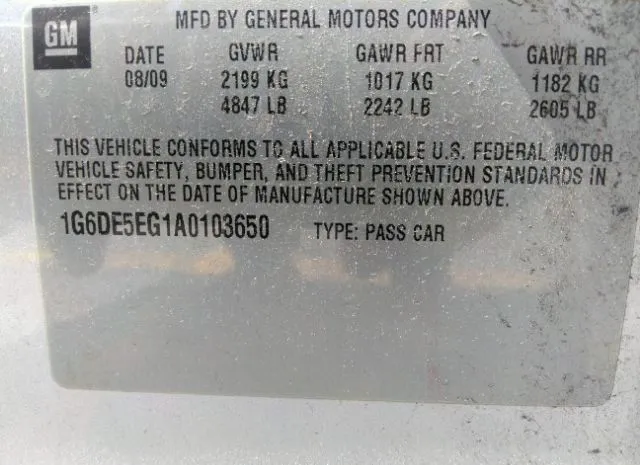 GM
MFD BY GENERAL MOTORS COMPANY
DATE GVWR GAWR FRT GAWR RR
08/09 2199 KG 1017 KG 1182 KG
4847 LB 2242 LB 2605 LB
THIS VEHICLE CONFORMS TO ALL APPLICABLE U.S. FEDERAL MOTOR
VEHICLE SAFETY, BUMPER, AND THEFT PREVENTION STANDARDS IN
EFFECT ON THE DATE OF MANUFACTURE SHOWN ABOVE.
1G6DE5EG1A0103650 TYPE: PASS CAR